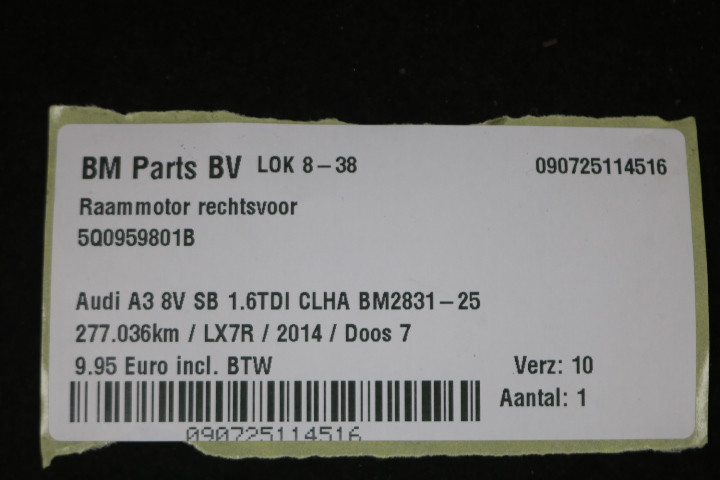 BM Parts BV LOK 8-38 090725114516
Raammotor rechtsvoor
5Q0959801B
Audi A3 8V SB 1.6TDI CLHA BM2831-25
277.036km / LX7R / 2014 / Doos 7
9.95 Euro incl. BTW Verz: 10
Aantal: 1
090725114516